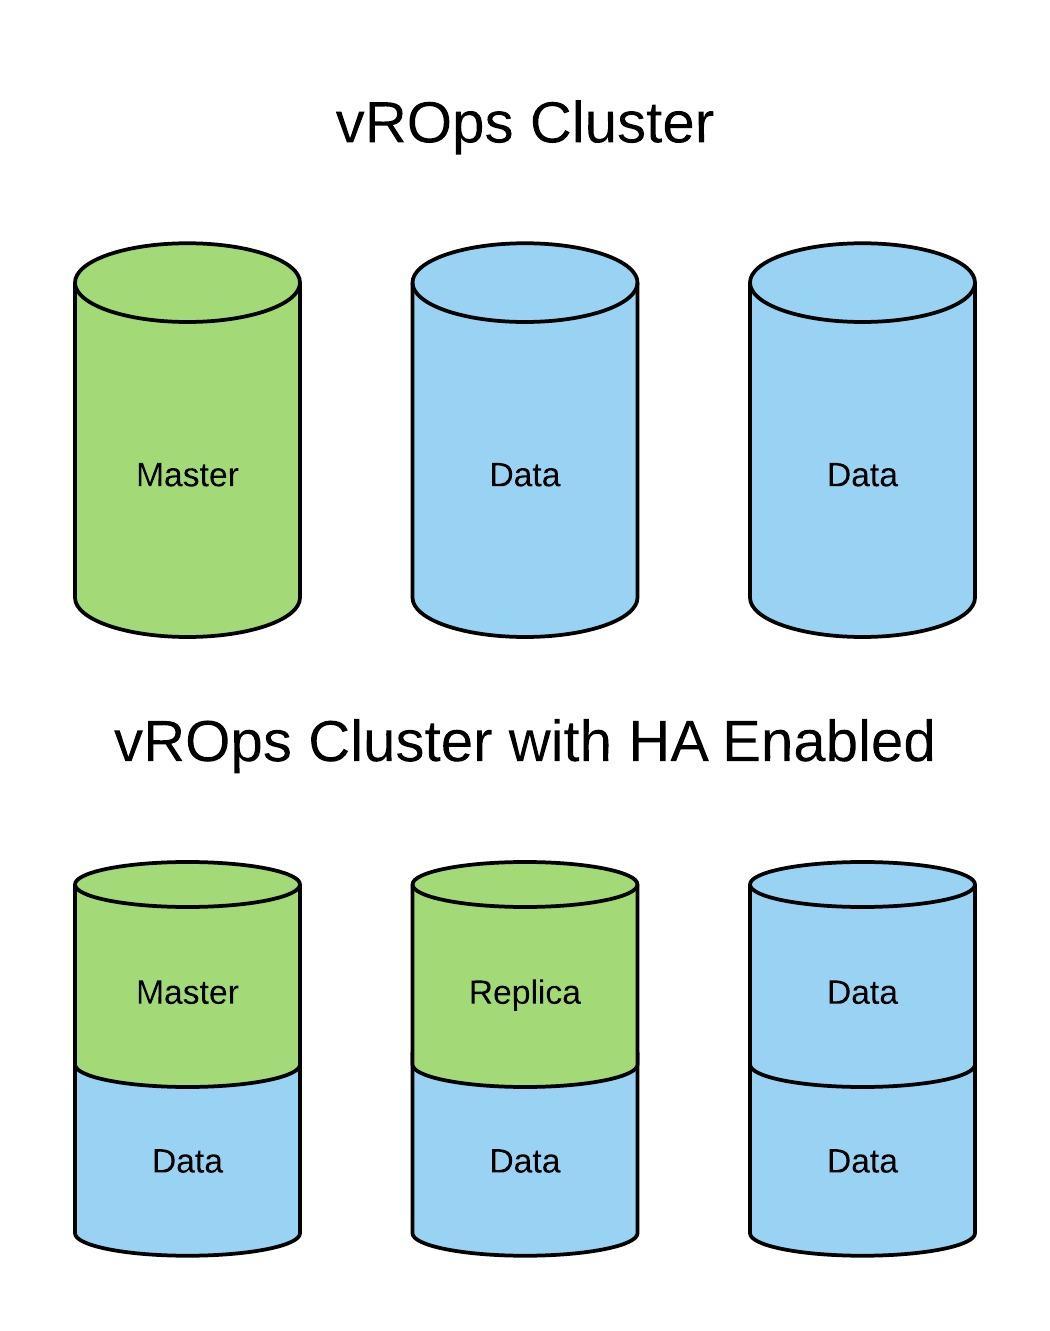 vROps Cluster
Master
Data
Data
vROps Cluster with HA Enabled
Master
Replica
Data
Data
Data
Data